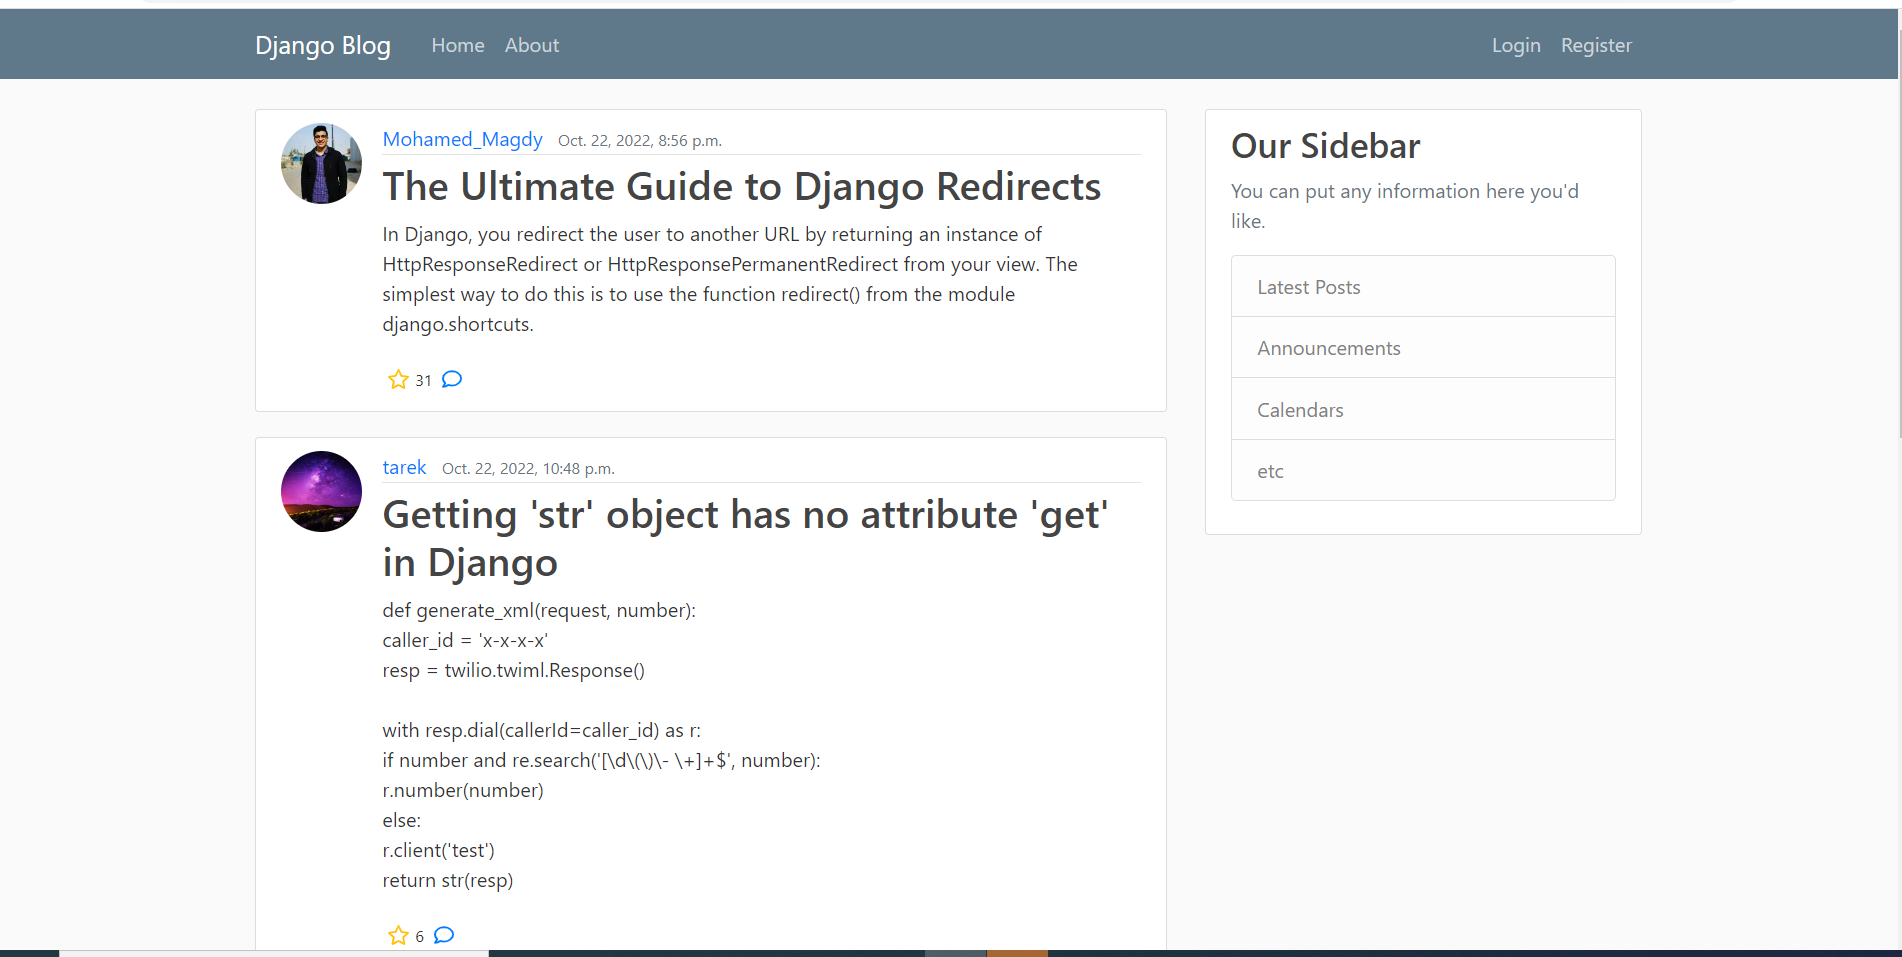 Django Blog Home About Login Register
Mohamed_Magdy Oct. 22, 2022, 8:56 p.m.
The Ultimate Guide to Django Redirects
In Django, you redirect the user to another URL by returning an instance of
HttpResponseRedirect or HttpResponsePermanentRedirect from your view. The
simplest way to do this is to use the function redirect() from the module
django.shortcuts.
31
tarek Oct. 22, 2022, 10:48 p.m.
Getting 'str' object has no attribute 'get'
in Django
def generate_xml(request, number):
caller_id = 'x-x-x-x'
resp = twilio.twiml.Response()
with resp.dial(callerId=caller_id) as r:
if number and re.search('[\d\(\)\- \+]+$', number):
r.number(number)
else:
r.client('test')
return str(resp)
6
Our Sidebar
You can put any information here you'd
like.
Latest Posts
Announcements
Calendars
etc